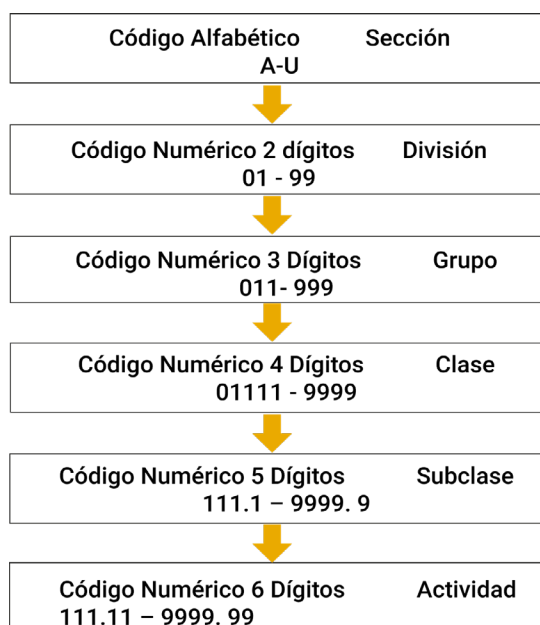 Código Alfabético Sección
A-U
Código Numérico 2 dígitos División
01 - 99
Código Numérico 3 Dígitos Grupo
011- 999
Código Numérico 4 Dígitos Clase
01111 - 9999
Código Numérico 5 Dígitos Subclase
111.1 – 9999. 9
Código Numérico 6 Dígitos Actividad
111.11 – 9999. 99